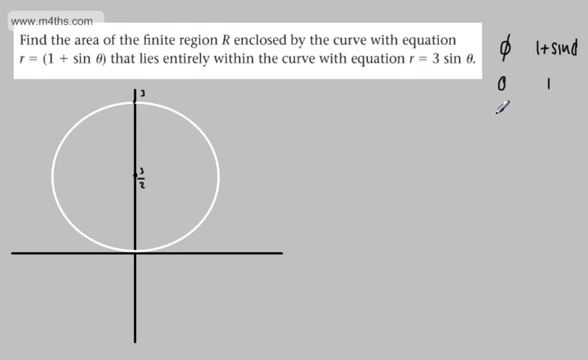 www.m4ths.com
Find the area of the finite region R enclosed by the curve with equation
r = (1 + sin θ) that lies entirely within the curve with equation r = 3 sin θ.
ϕ 1+sinϕ
0 1
3
3/2